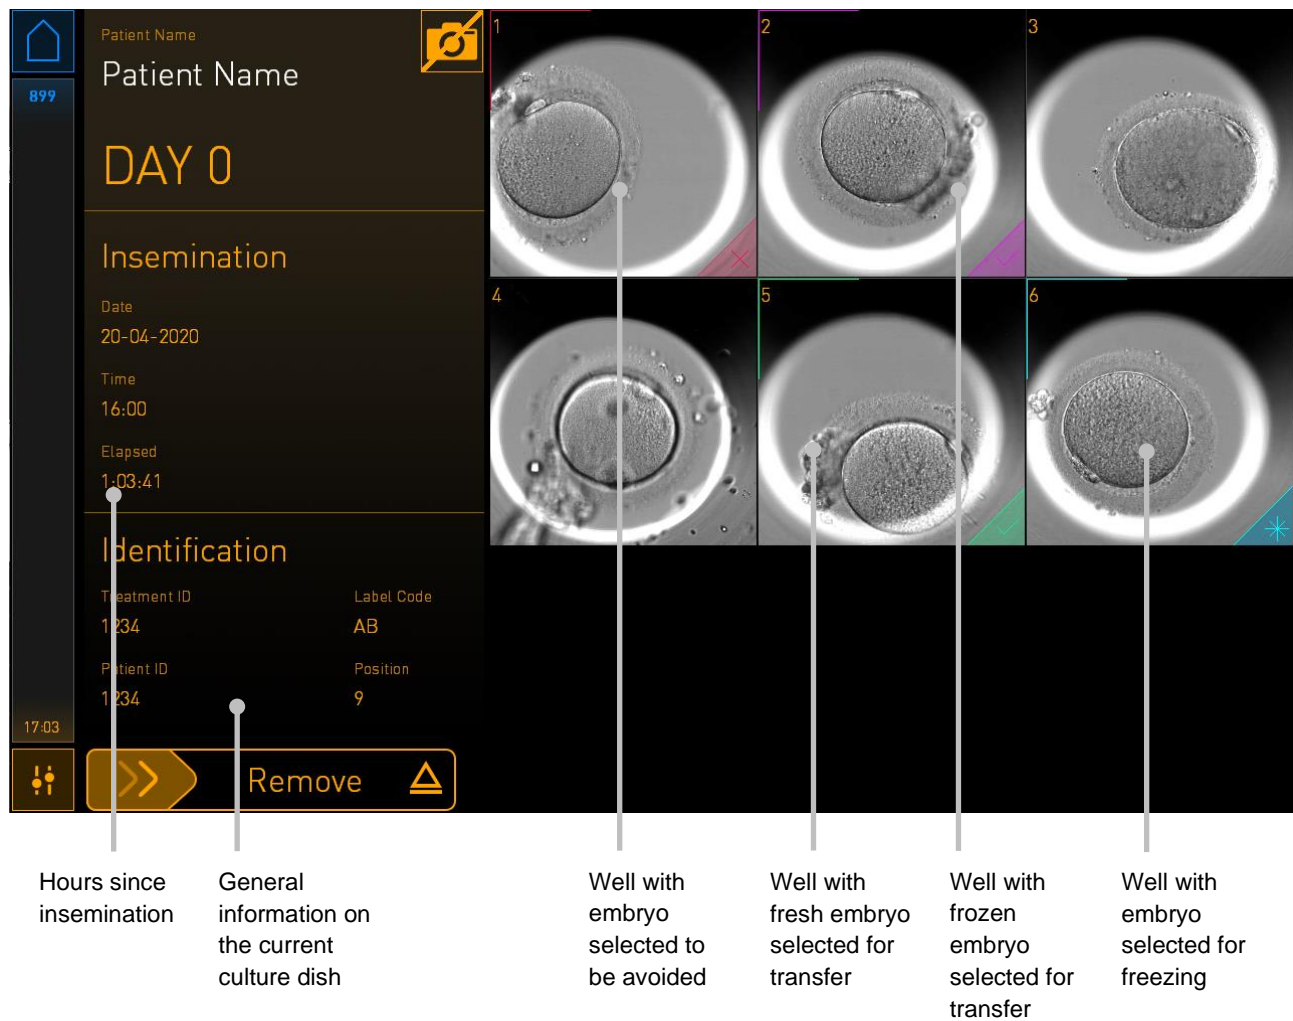 899
Patient Name
Patient Name
DAY 0
Insemination
Date
20-04-2020
Time
16:00
Elapsed
1:03:41
Identification
Treatment ID
Label Code
1234
AB
Patient ID
Position
1234
9
17:03
Remove
1
2
3
4
5
6
Hours since
insemination
General
information on
the current
culture dish
Well with
embryo
selected to
be avoided
Well with
fresh embryo
selected for
transfer
Well with
frozen
embryo
selected for
transfer
Well with
embryo
selected for
freezing